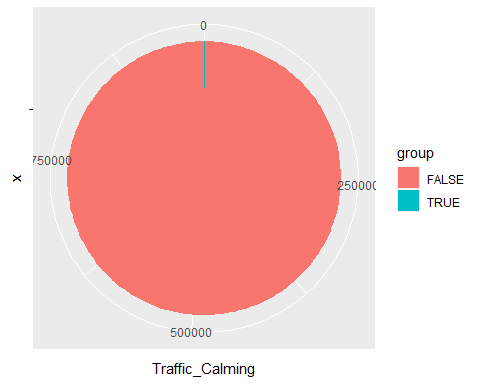 0
group
FALSE
TRUE
750000
250000
x
500000
Traffic_Calming